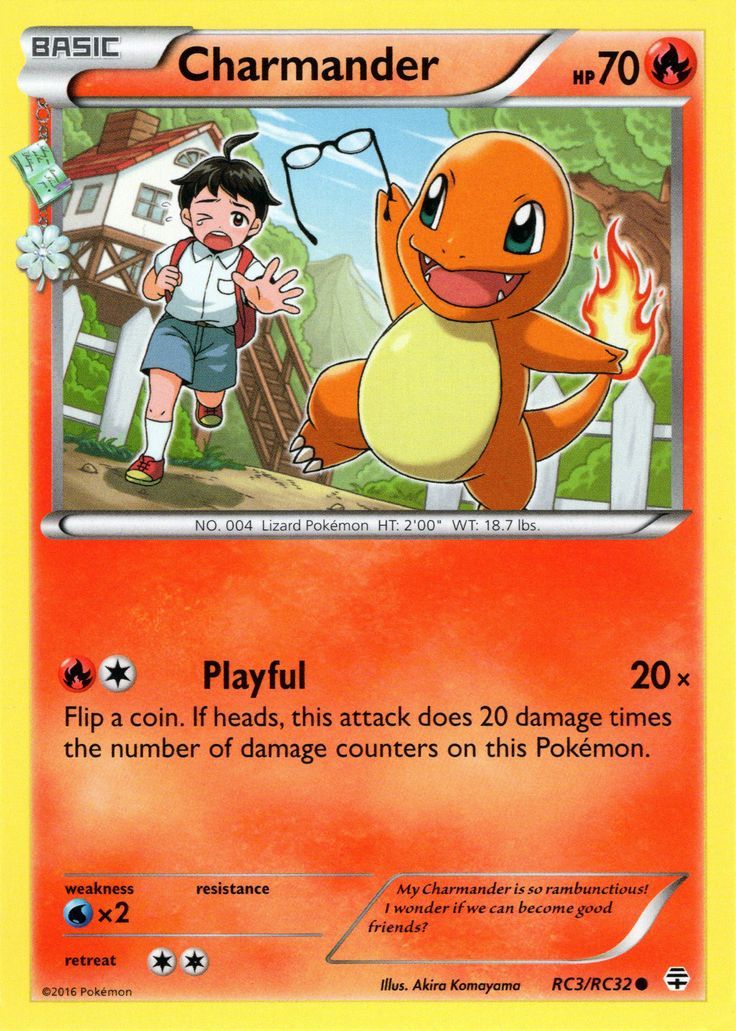 BASIC
Charmander
HP 70
NO. 004 Lizard Pokémon HT: 2'00" WT: 18.7 lbs.
Playful 20×
Flip a coin. If heads, this attack does 20 damage times
the number of damage counters on this Pokémon.
weakness resistance
×2
My Charmander is so rambunctious!
I wonder if we can become good
friends?
retreat
©2016 Pokémon
Illus. Akira Komayama
RC3/RC32